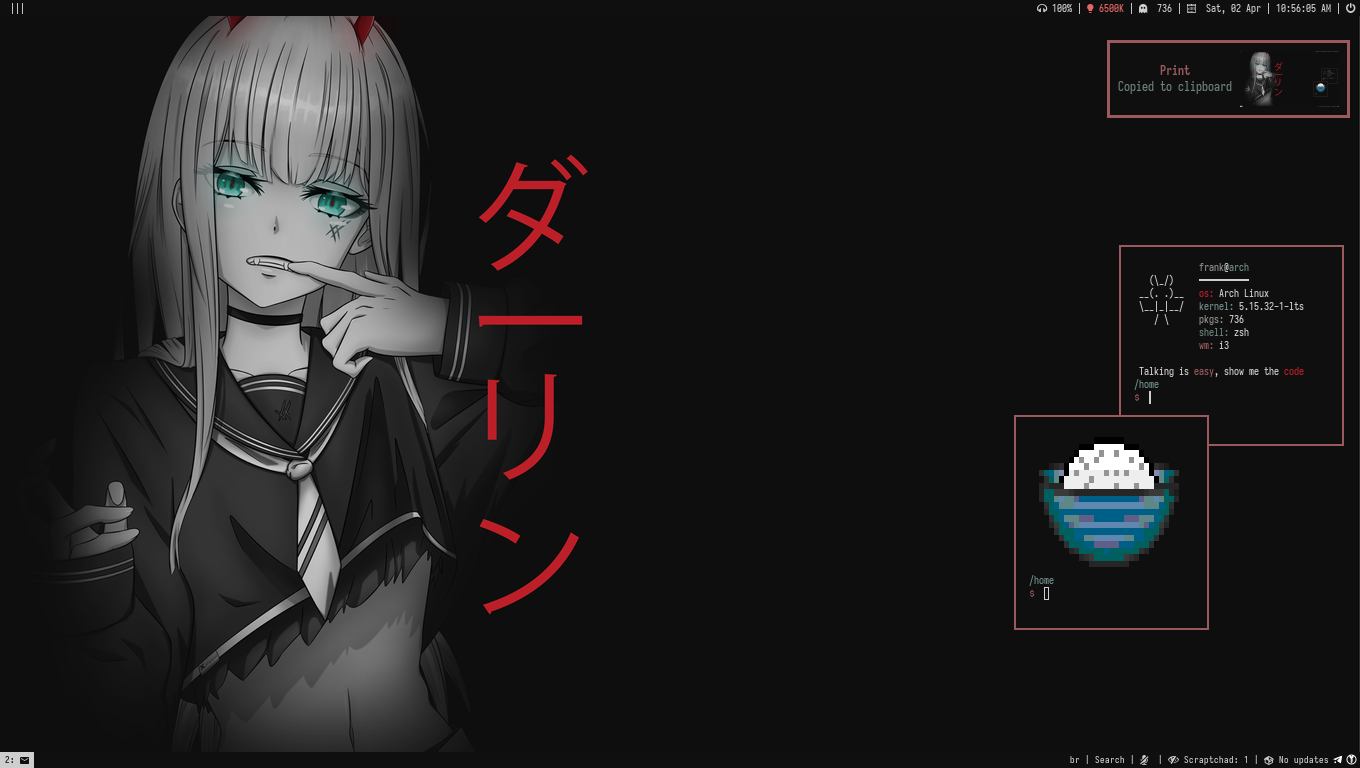 ||| 100% | 6500K | 736 | Sat, 02 Apr | 10:56:05 AM |
Print
Copied to clipboard
ダーリン
frank@arch
(\_/)
__(. .)__
\__|_|__/
/ \
os: Arch Linux
kernel: 5.15.32-1-lts
pkgs: 736
shell: zsh
wm: i3
Talking is easy, show me the code
/home
$
/home
$
2:
br | Search | | Scraptchad: 1 | No updates